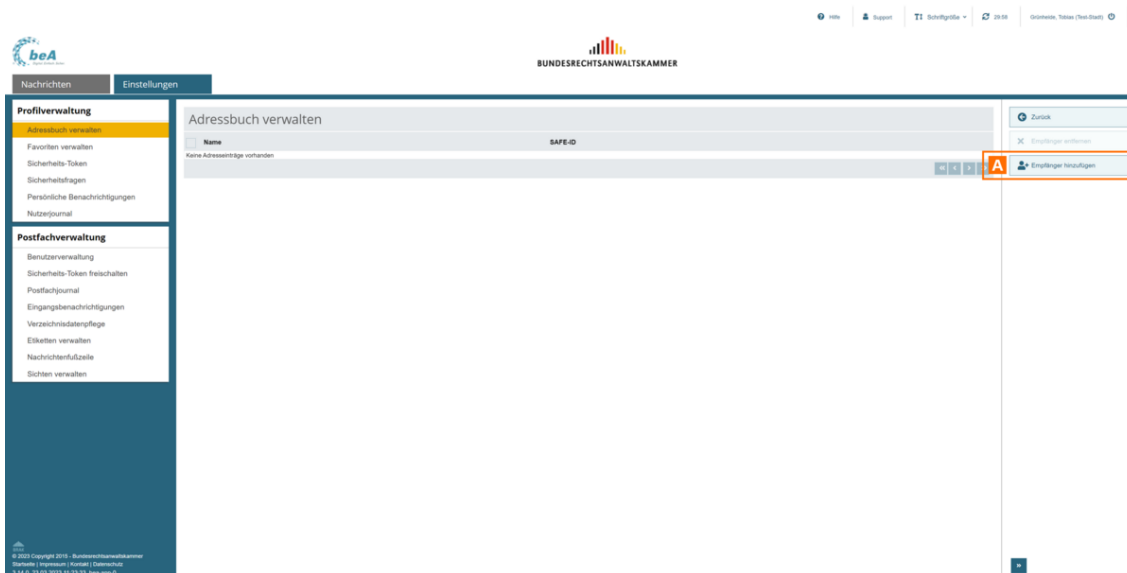 Hilfe
Support
Schriftgröße
29:59
Grünheide, Tobias (Test-Stadt)
beA
BUNDESRECHTSANWALTSKAMMER
Nachrichten
Einstellungen
Profilverwaltung
Adressbuch verwalten
Favoriten verwalten
Sicherheits-Token
Sicherheitsfragen
Persönliche Benachrichtigungen
Nutzerjournal
Postfachverwaltung
Benutzerverwaltung
Sicherheits-Token freischalten
Postfachjournal
Eingangsbenachrichtigungen
Verzeichnisdatenpflege
Etiketten verwalten
Nachrichtenfußzeile
Sichten verwalten
Adressbuch verwalten
Name SAFE-ID
Keine Adresseinträge vorhanden
Zurück
Empfänger entfernen
A
Empfänger hinzufügen
© 2023 Copyright 2015 - Bundesrechtsanwaltskammer
Startseite | Impressum | Kontakt | Datenschutz